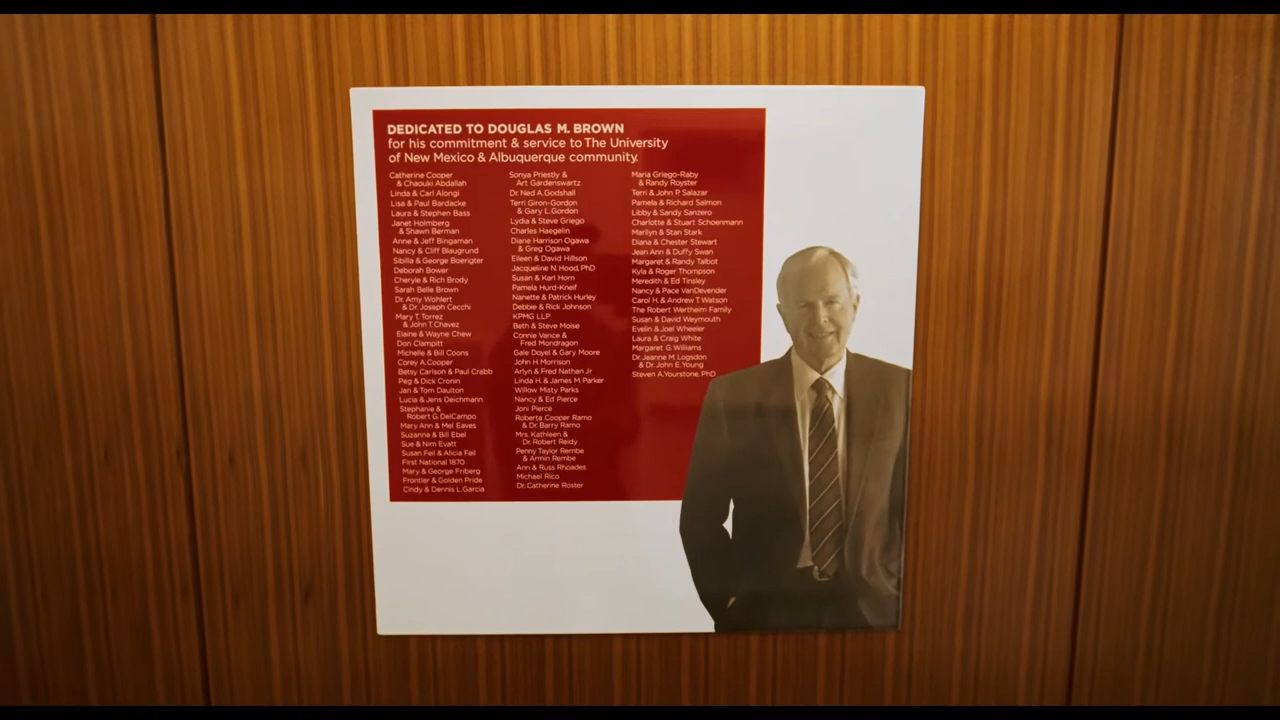 DEDICATED TO DOUGLAS M. BROWN
for his commitment & service to The University
of New Mexico & Albuquerque community.
Catherine Cooper
& Chaouki Abdallah
Linda & Carl Alongi
Lisa & Paul Bardacke
Laura & Stephen Bass
Janet Holmberg
& Shawn Berman
Anne & Jeff Bingaman
Nancy & Cliff Blaugrund
Sibilla & George Boerigter
Deborah Bower
Cheryle & Rich Brody
Sarah Belle Brown
Dr. Amy Wohlert
& Dr. Joseph Cecchi
Mary T. Torrez
& John T. Chavez
Elaine & Wayne Chew
Don Clampitt
Michelle & Bill Coons
Corey A. Cooper
Betsy Carlson & Paul Crabb
Peg & Dick Cronin
Jan & Tom Daulton
Lucia & Jens Deichmann
Stephanie &
Robert G. DelCampo
Mary Ann & Mel Eaves
Suzanne & Bill Ebel
Sue & Nim Evatt
Susan Feil & Alicia Feil
First National 1870
Mary & George Friberg
Frontier & Golden Pride
Cindy & Dennis L. Garcia
Sonya Priestly &
Art Gardenswartz
Dr. Ned A. Godshall
Terri Giron-Gordon
& Gary L. Gordon
Lydia & Steve Griego
Charles Haegelin
Diane Harrison Ogawa
& Greg Ogawa
Eileen & David Hillson
Jacqueline N. Hood, PhD
Susan & Karl Horn
Pamela Hurd-Kneif
Nanette & Patrick Hurley
Debbie & Rick Johnson
KPMG LLP
Beth & Steve Moise
Connie Vance &
Fred Mondragon
Gale Doyel & Gary Moore
John H. Morrison
Arlyn & Fred Nathan Jr
Linda H. & James M. Parker
Willow Misty Parks
Nancy & Ed Pierce
Joni Pierce
Roberta Cooper Ramo
& Dr. Barry Ramo
Mrs. Kathleen &
Dr. Robert Reidy
Penny Taylor Rembe
& Armin Rembe
Ann & Russ Rhoades
Michael Rico
Dr. Catherine Roster
Maria Griego-Raby
& Randy Royster
Terri & John P. Salazar
Pamela & Richard Salmon
Libby & Sandy Sanzero
Charlotte & Stuart Schoenmann
Marilyn & Stan Stark
Diana & Chester Stewart
Jean Ann & Duffy Swan
Margaret & Randy Talbot
Kyla & Roger Thompson
Meredith & Ed Tinsley
Nancy & Pace VanDevender
Carol H. & Andrew T. Watson
The Robert Wertheim Family
Susan & David Weymouth
Evelin & Joel Wheeler
Laura & Craig White
Margaret G. Williams
Dr. Jeanne M. Logsdon
& Dr. John E. Young
Steven A. Yourstone, PhD